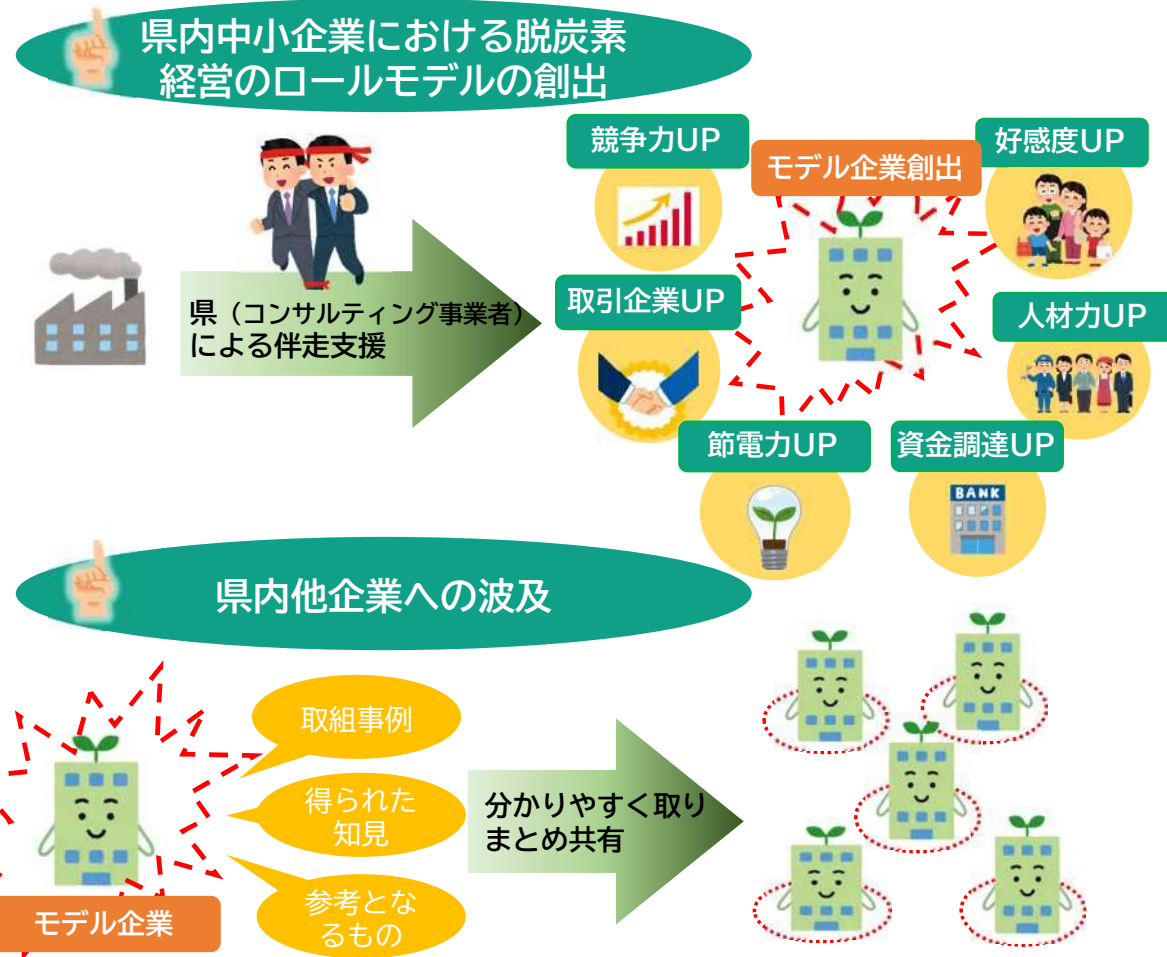 県内中小企業における脱炭素
経営のロールモデルの創出
競争力UP
モデル企業創出
好感度UP
取引企業UP
人材力UP
県（コンサルティング事業者）
による伴走支援
節電力UP
資金調達UP
BANK
県内他企業への波及
取組事例
得られた
知見
参考とな
るもの
分かりやすく取り
まとめ共有
モデル企業